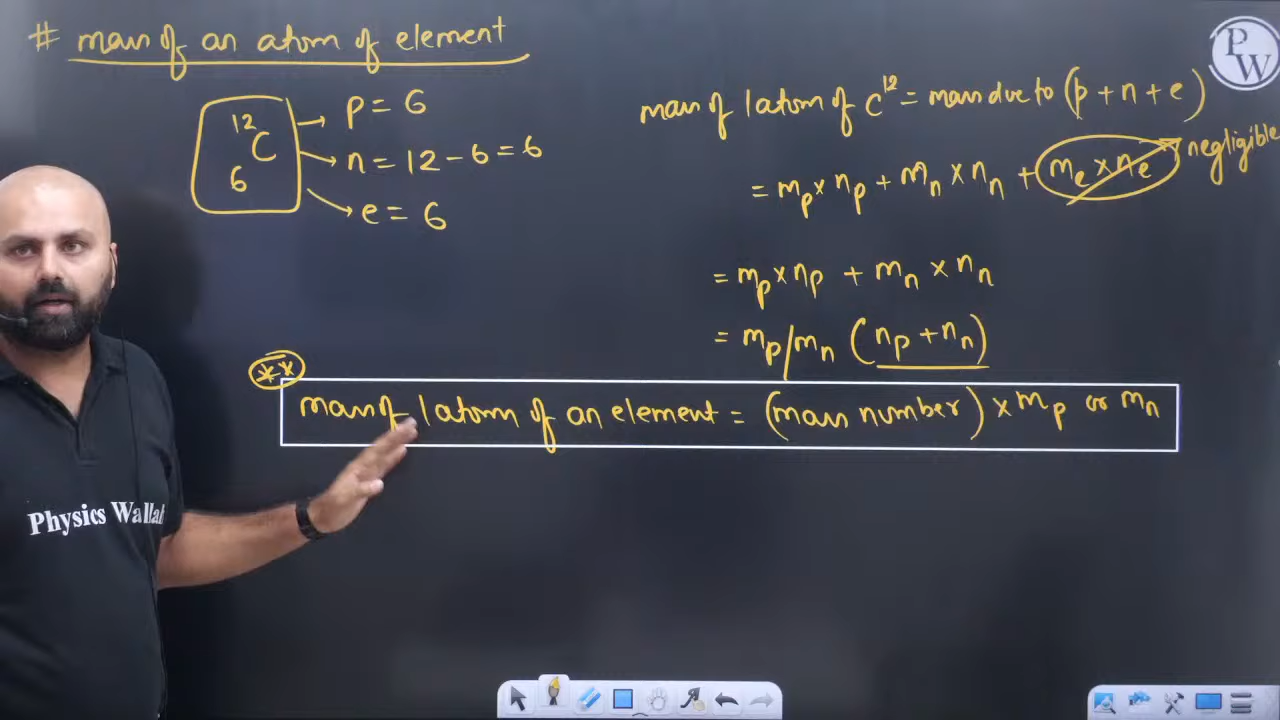 # mass of an atom of element
12
C
6
p = 6
n = 12 - 6 = 6
e = 6
mass of 1 atom of C¹² = mass due to (p + n + e)
= mₚ × nₚ + mₙ × nₙ + mₑ × nₑ negligible
= mₚ × nₚ + mₙ × nₙ
= mₚ/mₙ (nₚ + nₙ)
**
mass of 1 atom of an element = (mass number) × mₚ or mₙ
PW
Physics Wallah